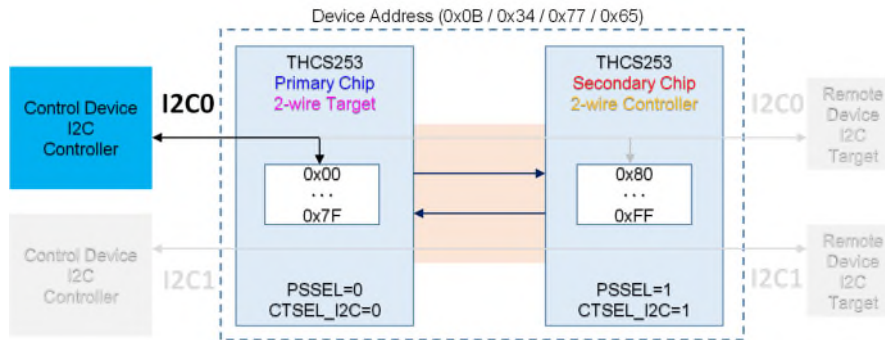 Device Address (0x0B / 0x34 / 0x77 / 0x65)
Control Device
I2C
Controller
I2C0
THCS253
Primary Chip
2-wire Target
0x00
...
0x7F
PSSEL=0
CTSEL_I2C=0
THCS253
Secondary Chip
2-wire Controller
0x80
...
0xFF
PSSEL=1
CTSEL_I2C=1
I2C0
Remote
Device
I2C
Target
Control Device
I2C
Controller
I2C1
I2C1
Remote
Device
I2C
Target